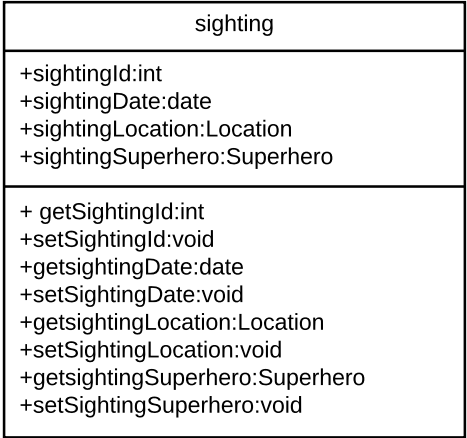 sighting
+sightingId:int
+sightingDate:date
+sightingLocation:Location
+sightingSuperhero:Superhero
+ getSightingId:int
+setSightingId:void
+getsightingDate:date
+setSightingDate:void
+getsightingLocation:Location
+setSightingLocation:void
+getsightingSuperhero:Superhero
+setSightingSuperhero:void